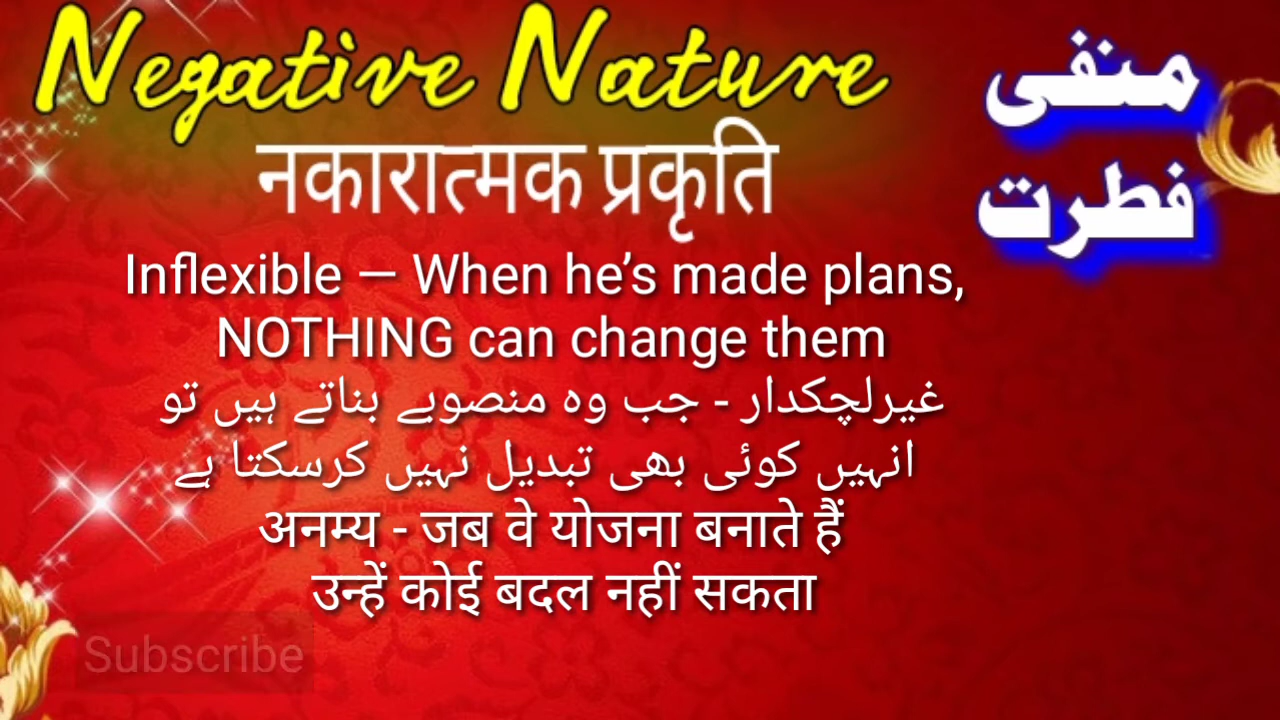 Negative Nature
منفی
فطرت
नकारात्मक प्रकृति
Inflexible — When he’s made plans,
NOTHING can change them
غیرلچکدار - جب وہ منصوبے بناتے ہیں تو
انہیں کوئی بھی تبدیل نہیں کرسکتا ہے
अनम्य - जब वे योजना बनाते हैं
उन्हें कोई बदल नहीं सकता
Subscribe